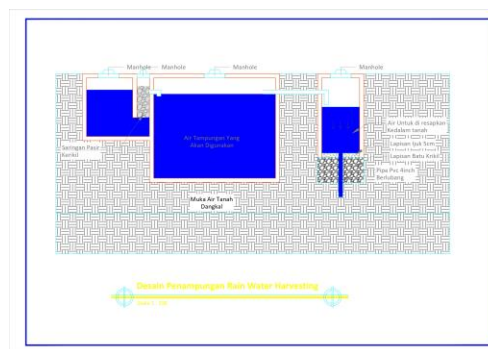 Manhole Manhole Manhole Manhole
Air Tampungan Yang
Akan Digunakan
Air Untuk di resapkan
Kedalam tanah
Saringan Pasir
Kerikil
Lapisan Ijuk 5cm
Lapisan Batu Krikil
Pipa Pvc 4inch
Berlubang
Muka Air Tanah
Dangkal
Desain Penampungan Rain Water Harvesting